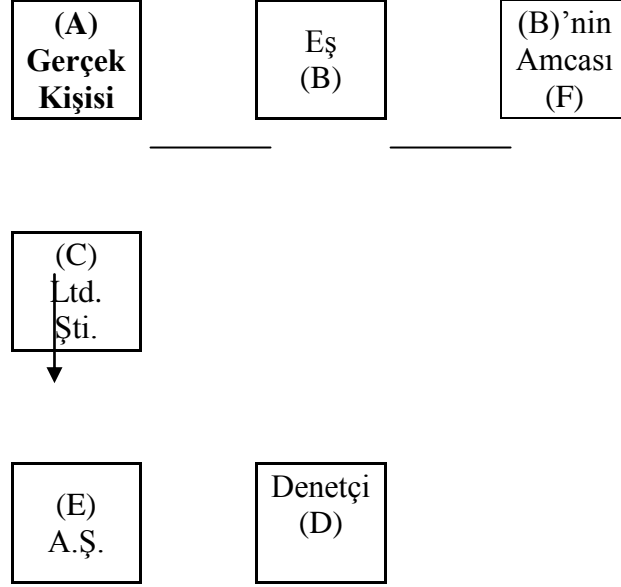 (A)
Gerçek
Kişisi
Eş
(B)
(B)’nin
Amcası
(F)
(C)
Ltd.
Şti.
(E)
A.Ş.
Denetçi
(D)